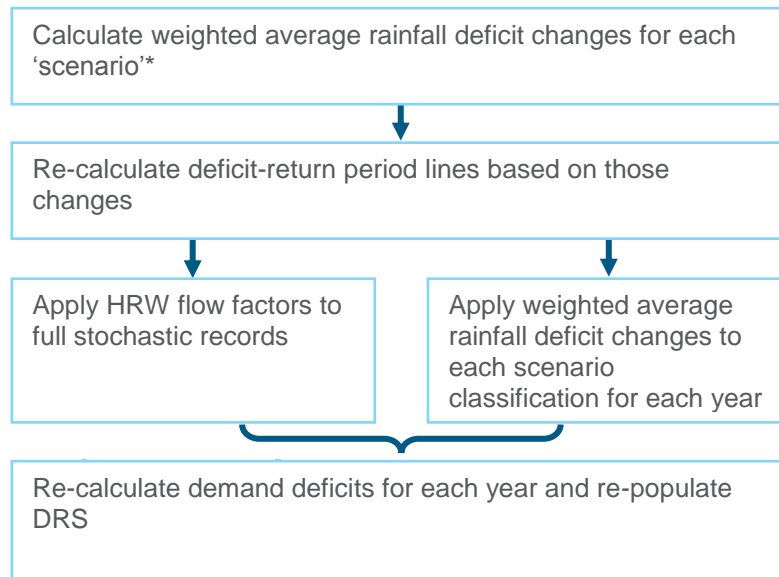 Calculate weighted average rainfall deficit changes for each
‘scenario’*
Re-calculate deficit-return period lines based on those
changes
Apply HRW flow factors to
full stochastic records
Apply weighted average
rainfall deficit changes to
each scenario
classification for each year
Re-calculate demand deficits for each year and re-populate
DRS